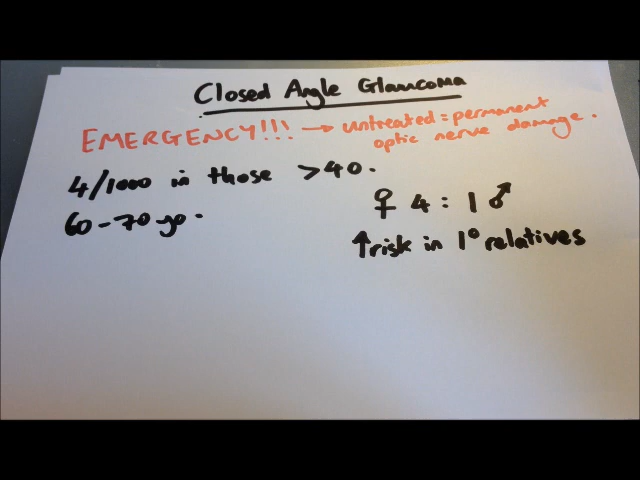 Closed Angle Glaucoma
EMERGENCY!!! → untreated = permanent
optic nerve damage.
4/1000 in those >40.
60-70 yo.
♀ 4 : 1 ♂
↑risk in 1° relatives